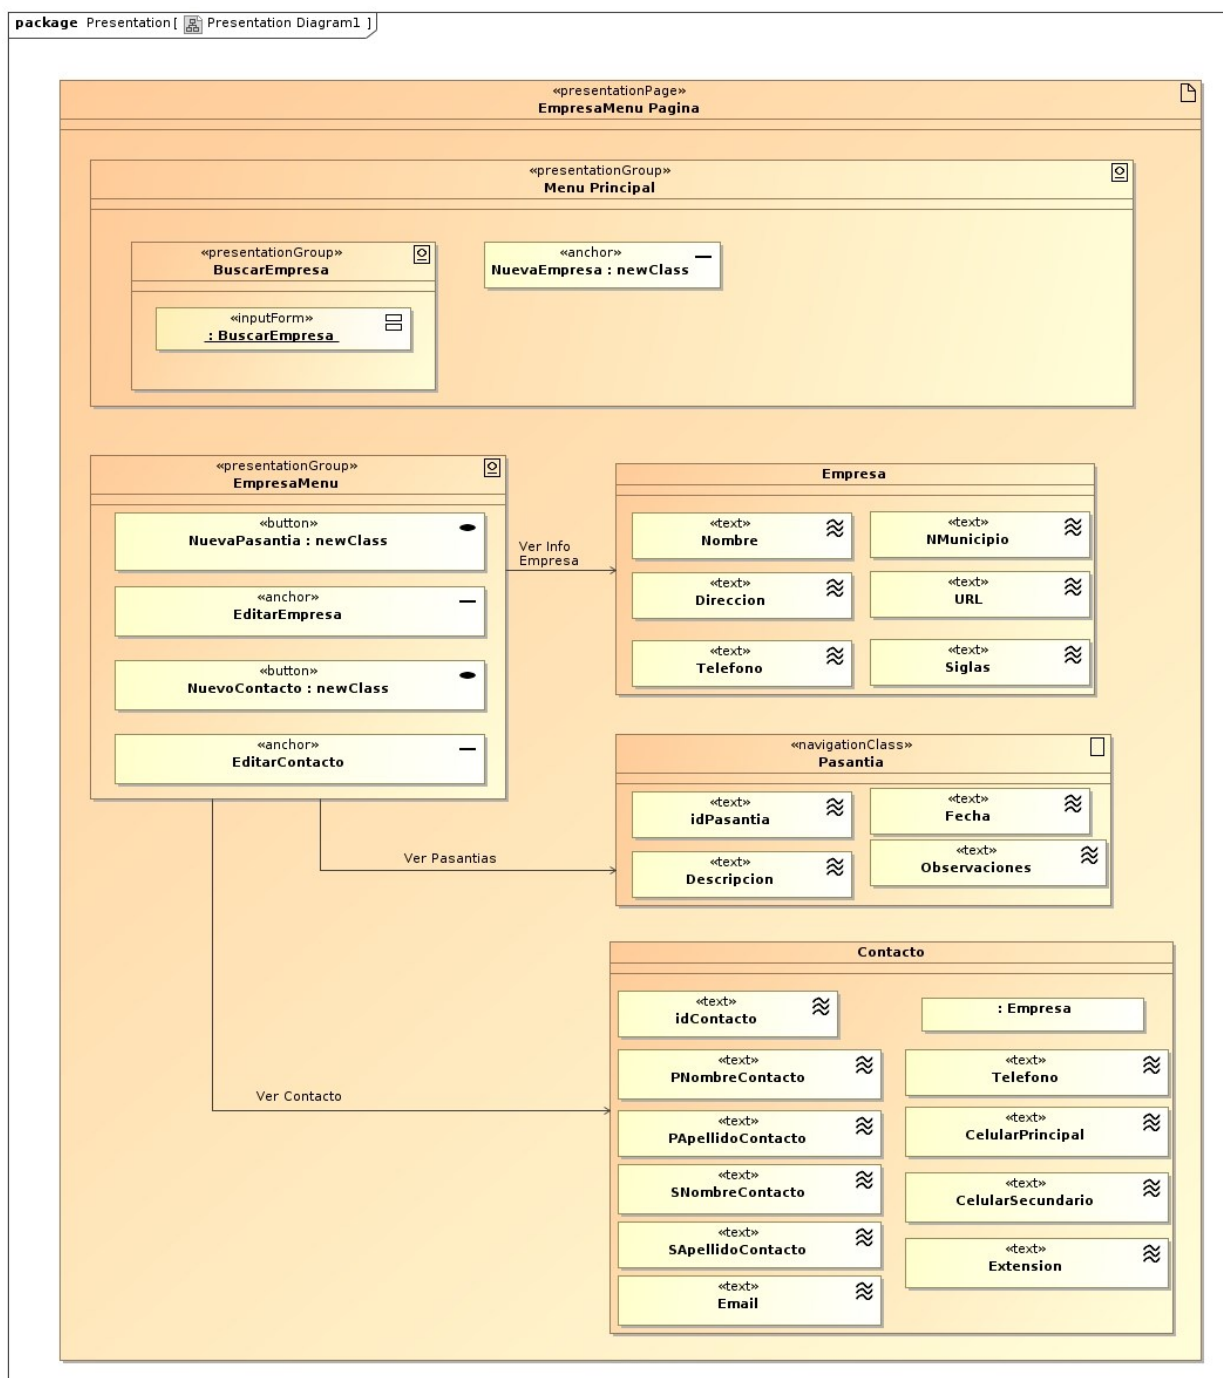 package Presentation [ Presentation Diagram1 ]
«presentationPage»
EmpresaMenu Pagina
«presentationGroup»
Menu Principal
«presentationGroup»
BuscarEmpresa
«inputForm»
: BuscarEmpresa
«anchor»
NuevaEmpresa : newClass
«presentationGroup»
EmpresaMenu
«button»
NuevaPasantia : newClass
«anchor»
EditarEmpresa
«button»
NuevoContacto : newClass
«anchor»
EditarContacto
Ver Info
Empresa
Empresa
«text»
Nombre
«text»
NMunicipio
«text»
Direccion
«text»
URL
«text»
Telefono
«text»
Siglas
Ver Pasantias
«navigationClass»
Pasantia
«text»
idPasantia
«text»
Fecha
«text»
Descripcion
«text»
Observaciones
Ver Contacto
Contacto
«text»
idContacto
: Empresa
«text»
PNombreContacto
«text»
Telefono
«text»
PApellidoContacto
«text»
CelularPrincipal
«text»
SNombreContacto
«text»
CelularSecundario
«text»
SApellidoContacto
«text»
Extension
«text»
Email